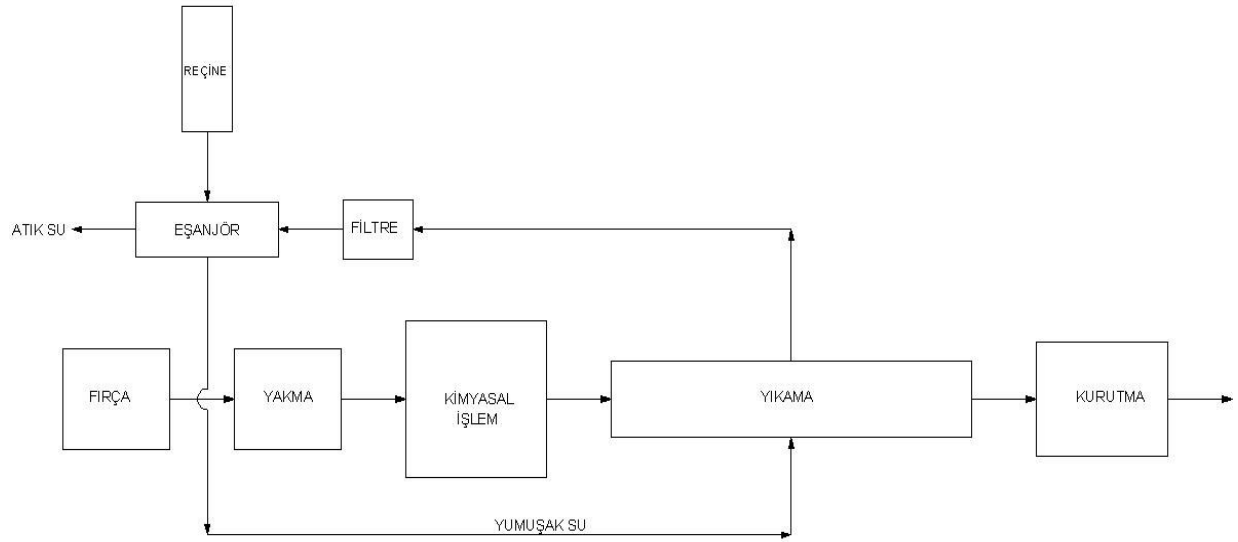 REÇİNE
ATIK SU
EŞANJÖR
FİLTRE
FIRÇA
YAKMA
KİMYASAL
İŞLEM
YIKAMA
KURUTMA
YUMUŞAK SU